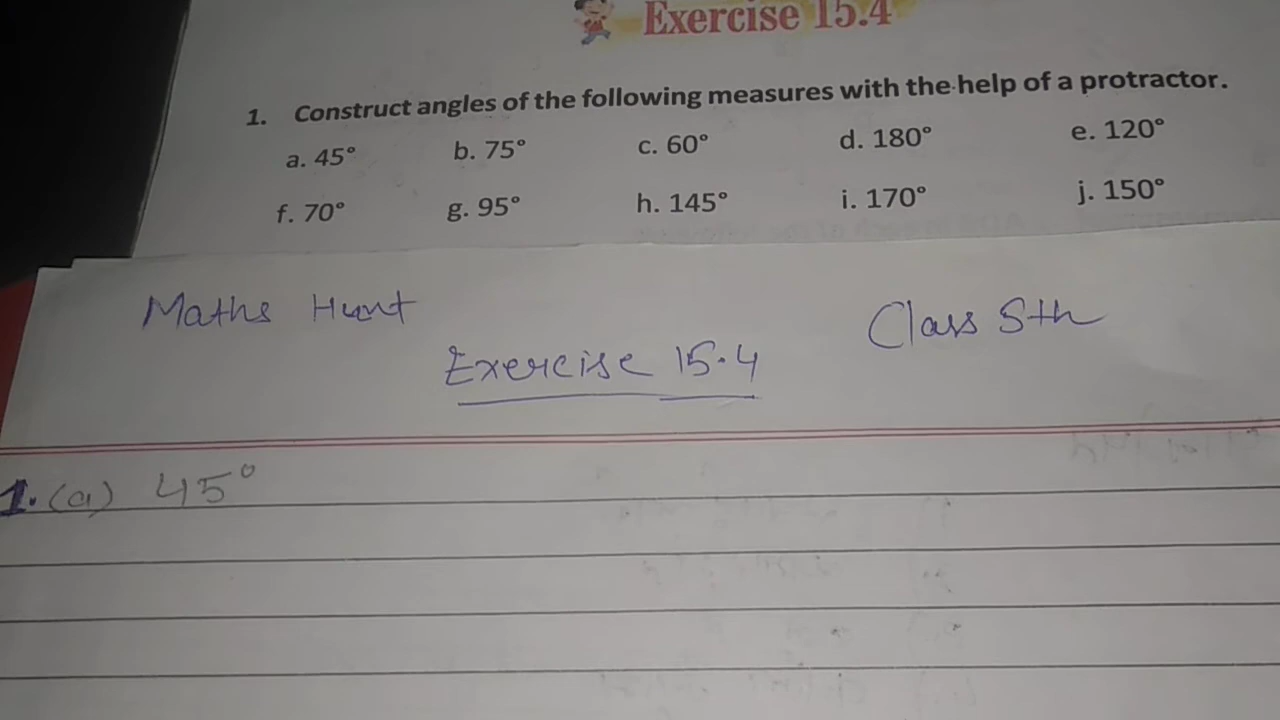 Exercise 15.4
1. Construct angles of the following measures with the help of a protractor.
a. 45° b. 75° c. 60° d. 180° e. 120°
f. 70° g. 95° h. 145° i. 170° j. 150°
Maths Hunt Class 5th
Exercise 15.4
1. (a) 45°